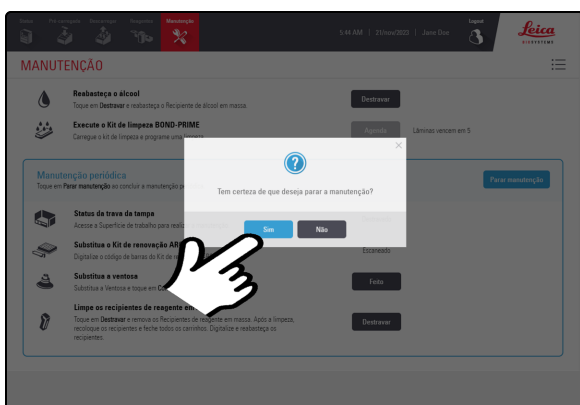 Status Pré-carregado Descarregar Reagentes Manutenção
5:44 AM | 21/nov/2023 | Jane Doe
Logout
Leica
BIOSYSTEMS
MANUTENÇÃO
Reabasteça o álcool
Toque em Destravar e reabasteça o Recipiente de álcool em massa.
Destravar
Execute o Kit de limpeza BOND-PRIME
Carregue o kit de limpeza e programe uma limpeza
Agenda
Lâminas vencem em 5
Manutenção periódica
Toque em Parar manutenção ao concluir a manutenção
Parar manutenção
Tem certeza de que deseja parar a manutenção?
Sim
Não
Status da trava da tampa
Acesse a Superfície de trabalho para
Substitua o Kit de renovação
Digitalize o código de barras do Kit de
Escaneado
Substitua a ventosa
Substitua a Ventosa e toque em
Feito
Limpe os recipientes de reagente em
Toque em Destravar e remova os Recipientes de reagente em massa. Após a limpeza,
recoloque os recipientes e feche todos os carrinhos. Digitalize e reabasteça os
recipientes.
Destravar